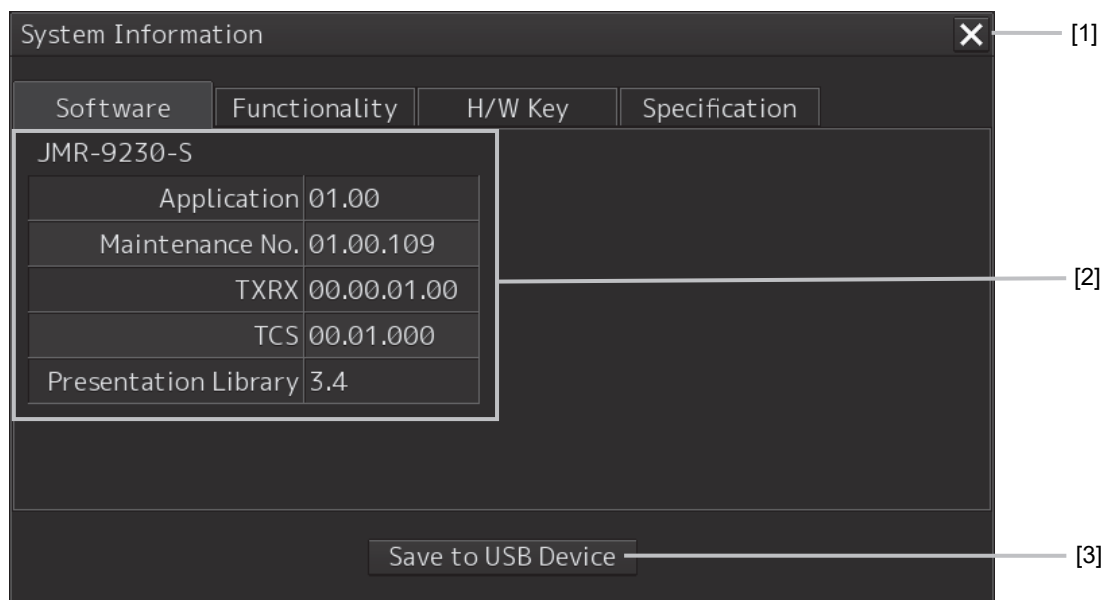 System Information
[1]
Software Functionality H/W Key Specification
JMR-9230-S
Application 01.00
Maintenance No. 01.00.109
[2]
TXRX 00.00.01.00
TCS 00.01.000
Presentation Library 3.4
Save to USB Device
[3]